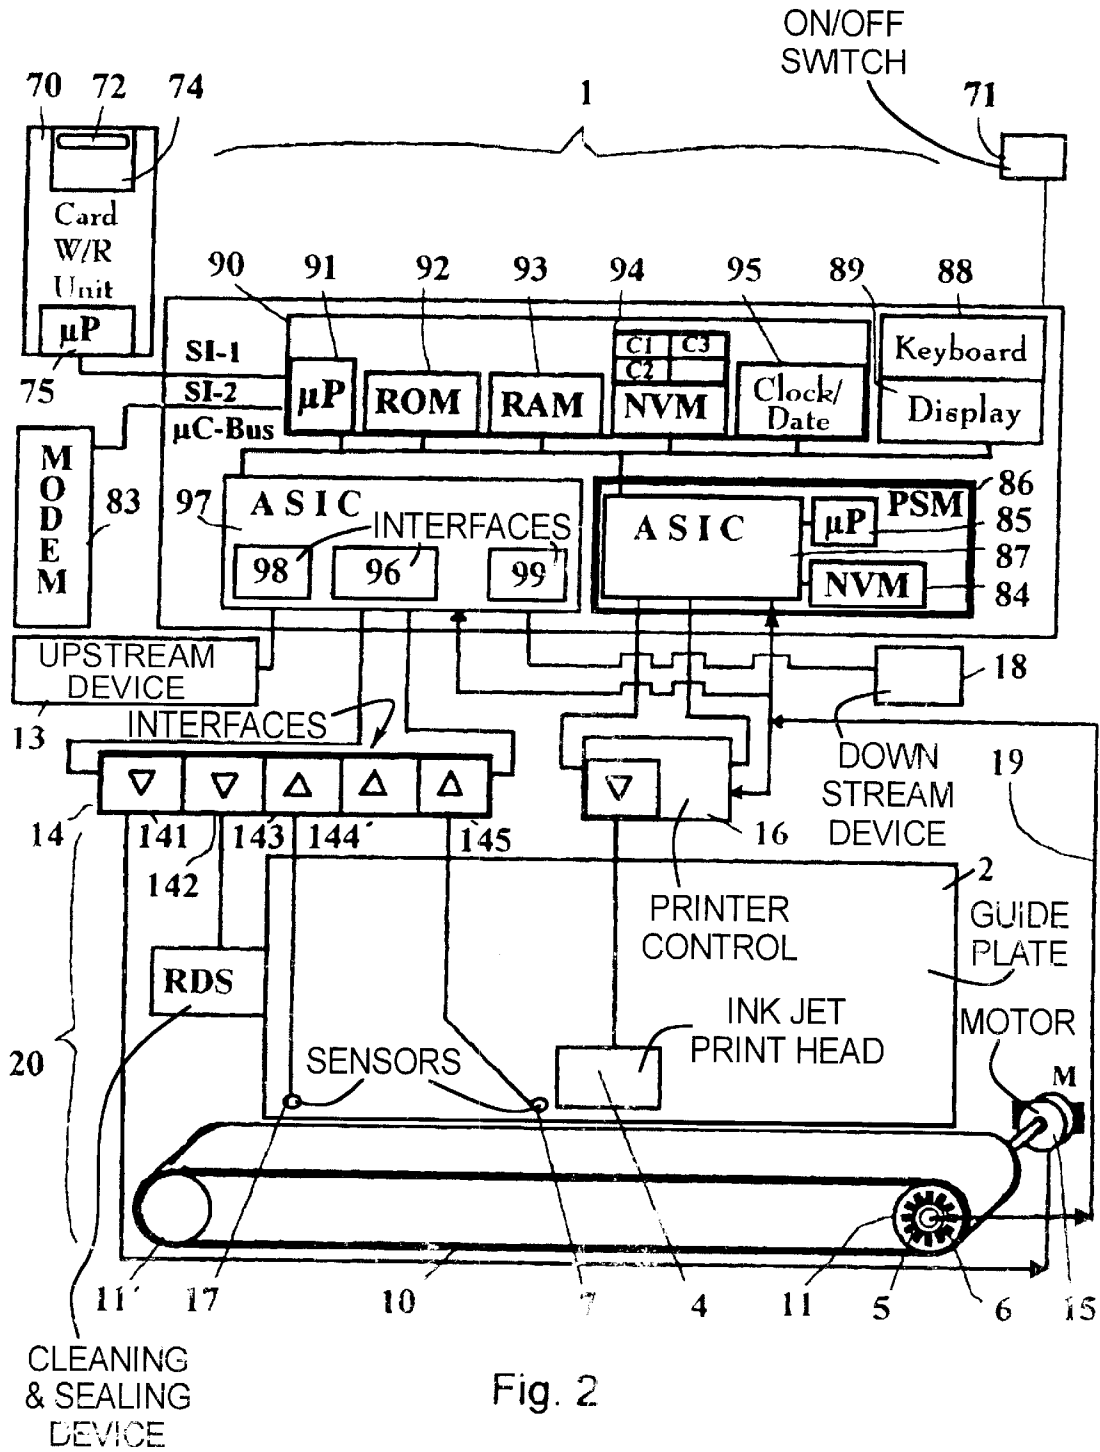 ON/OFF
SWITCH
70
72
74
1
71
Card
W/R
Unit
µP
75
90
91
92
93
94
95
89
88
SI-1
SI-2
µC-Bus
µP
ROM
RAM
C1
C3
C2
NVM
Clock/
Date
Keyboard
Display
MODEM
83
97
ASIC
INTERFACES
98
96
99
ASIC
µP
PSM
NVM
86
85
87
84
UPSTREAM
DEVICE
13
INTERFACES
18
DOWN
STREAM
DEVICE
19
14
141
142
143
144
145
16
PRINTER
CONTROL
2
GUIDE
PLATE
RDS
20
SENSORS
INK JET
PRINT HEAD
MOTOR
M
11'
17
10
7
4
11
5
6
15
CLEANING
& SEALING
DEVICE
Fig. 2